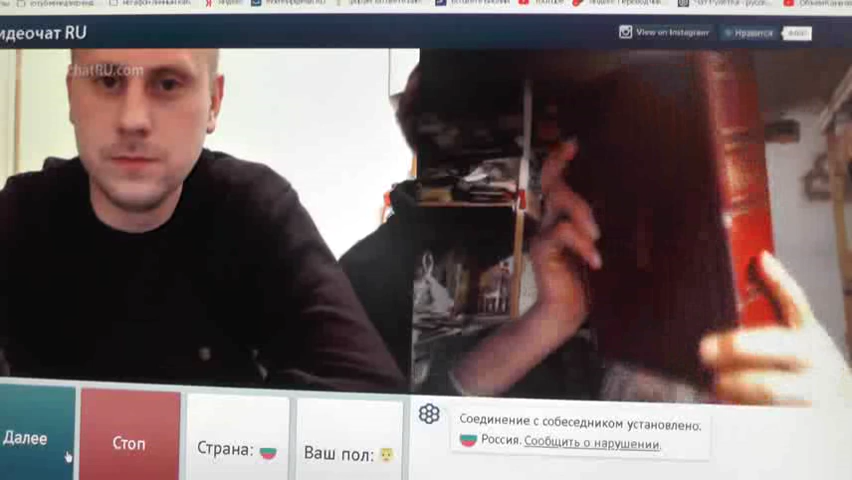 YouTube
идеочат RU
View on Instagram
Нравится
chatRU.com
Далее
Стоп
Страна:
Ваш пол:
Соединение с собеседником установлено.
Россия. Сообщить о нарушении.